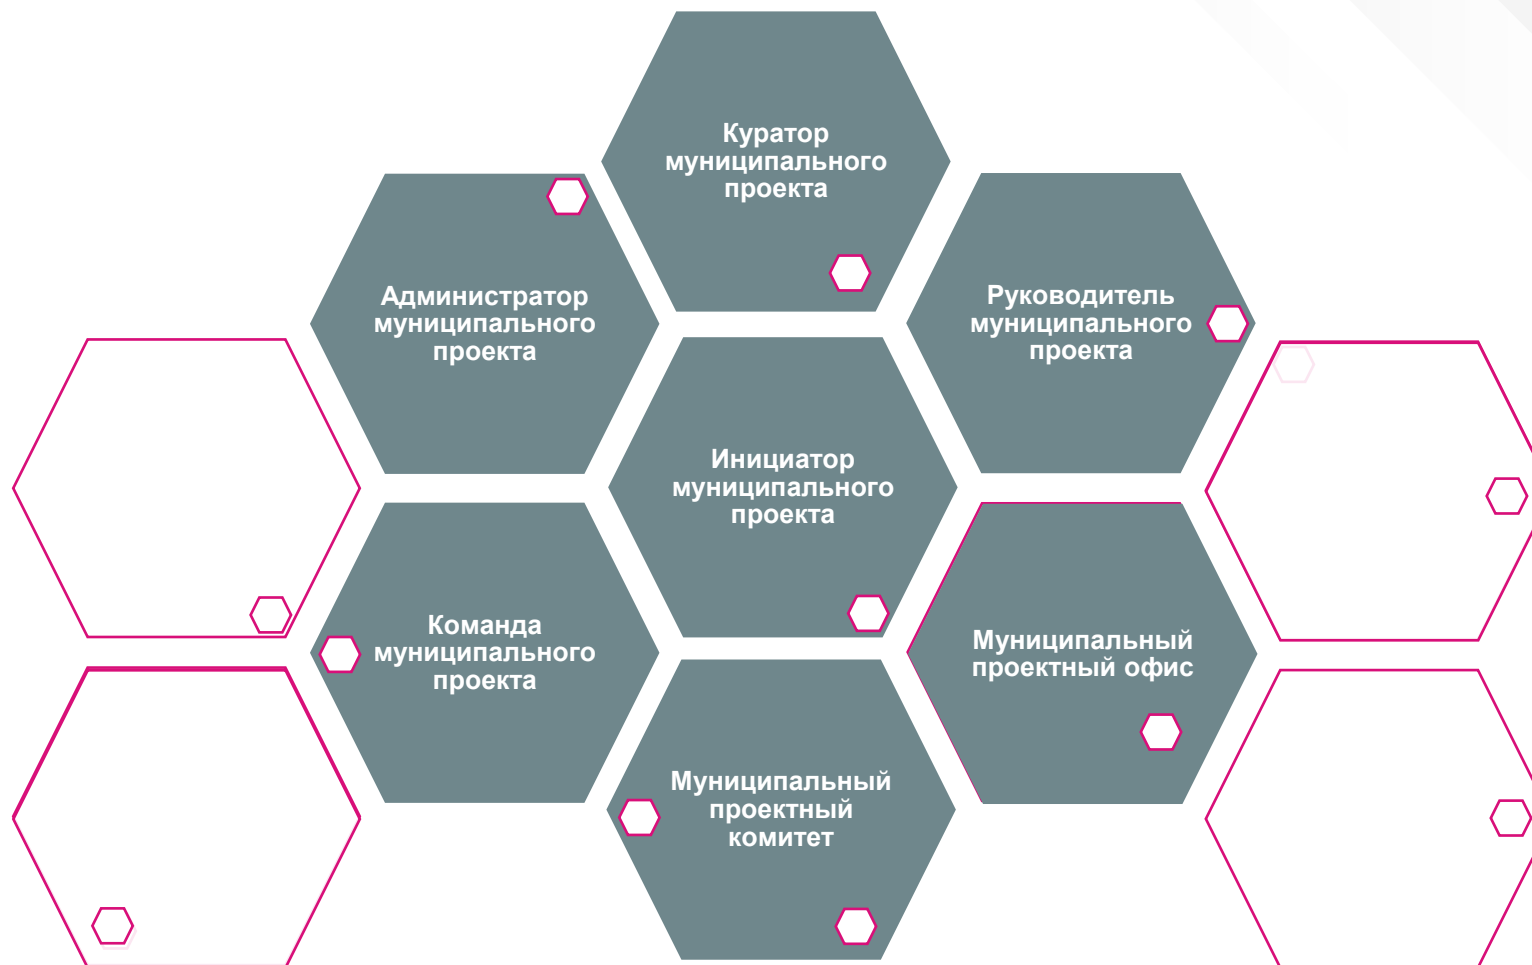 Куратор
муниципального
проекта
Администратор
муниципального
проекта
Руководитель
муниципального
проекта
Инициатор
муниципального
проекта
Команда
муниципального
проекта
Муниципальный
проектный офис
Муниципальный
проектный
комитет